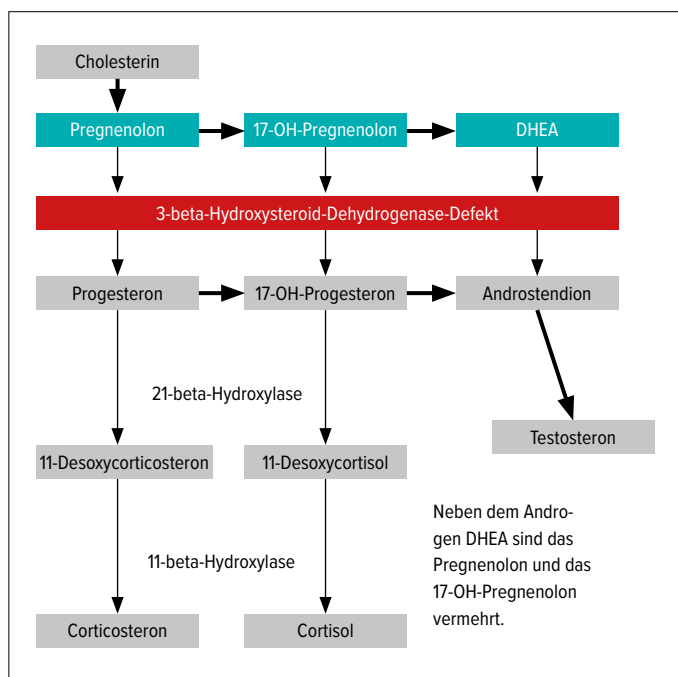 Cholesterin
Pregnenolon
17-OH-Pregnenolon
DHEA
3-beta-Hydroxysteroid-Dehydrogenase-Defekt
Progesteron
17-OH-Progesteron
Androstendion
21-beta-Hydroxylase
Testosteron
11-Desoxycorticosteron
11-Desoxycortisol
Neben dem Andro-
gen DHEA sind das
Pregnenolon und das
17-OH-Pregnenolon
vermehrt.
11-beta-Hydroxylase
Corticosteron
Cortisol